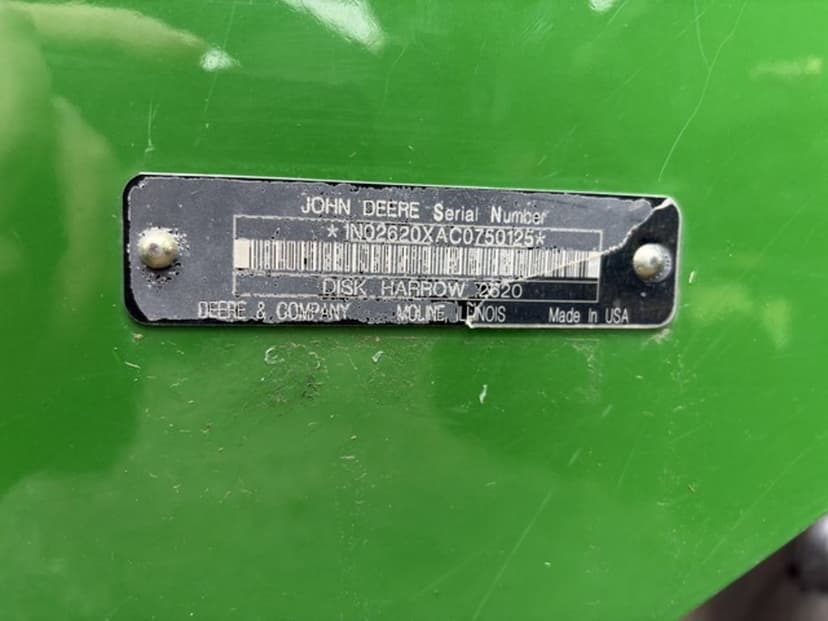 JOHN DEERE Serial Number
*1N02620XAC0750125*
DISK HARROW 2620
DEERE & COMPANY MOLINE, ILLINOIS Made in USA